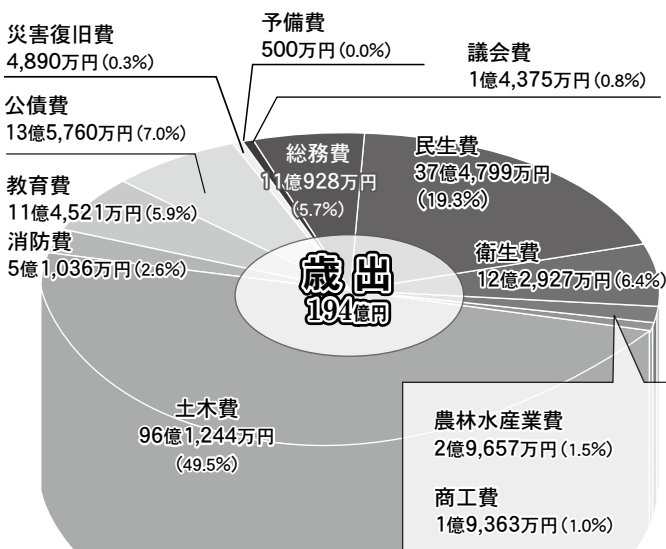 災害復旧費
4,890万円(0.3%)
予備費
500万円(0.0%)
議会費
1億4,375万円(0.8%)
公債費
13億5,760万円(7.0%)
総務費
11億928万円
(5.7%)
民生費
37億4,799万円
(19.3%)
教育費
11億4,521万円(5.9%)
消防費
5億1,036万円(2.6%)
衛生費
12億2,927万円(6.4%)
歳出
194億円
土木費
96億1,244万円
(49.5%)
農林水産業費
2億9,657万円(1.5%)
商工費
1億9,363万円(1.0%)